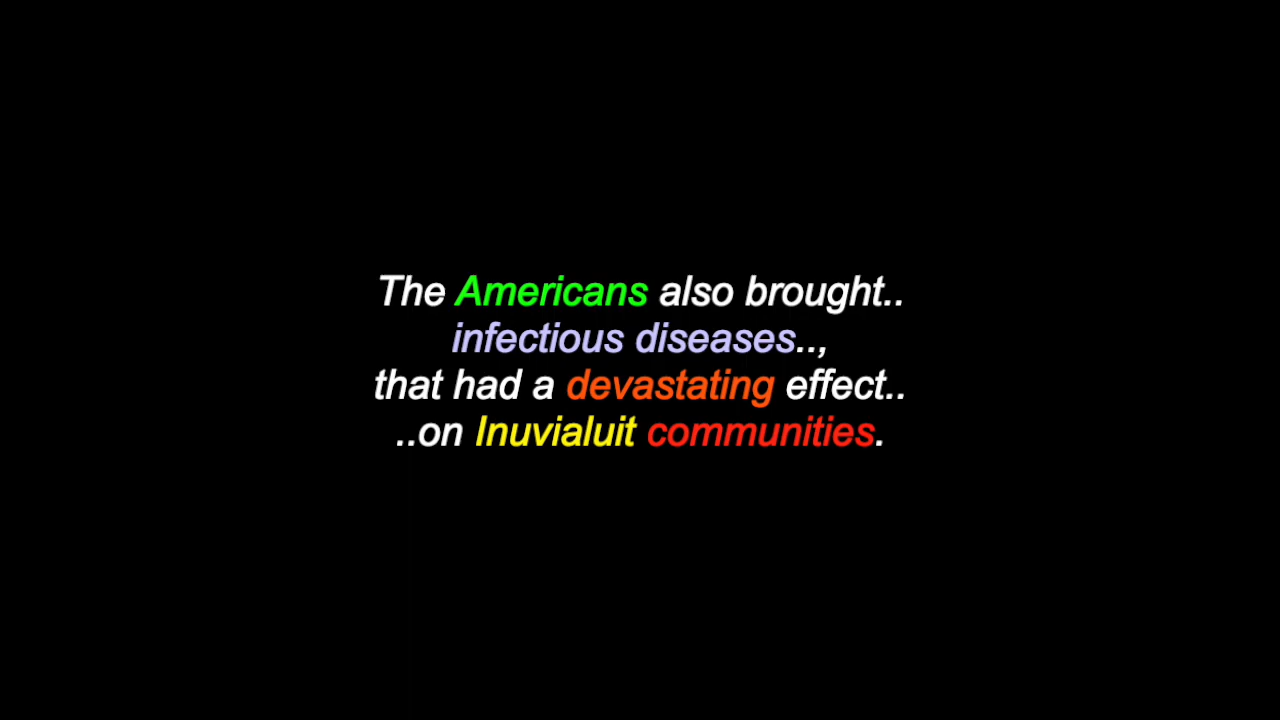 The Americans also brought..
infectious diseases..,
that had a devastating effect..
..on Inuvialuit communities.